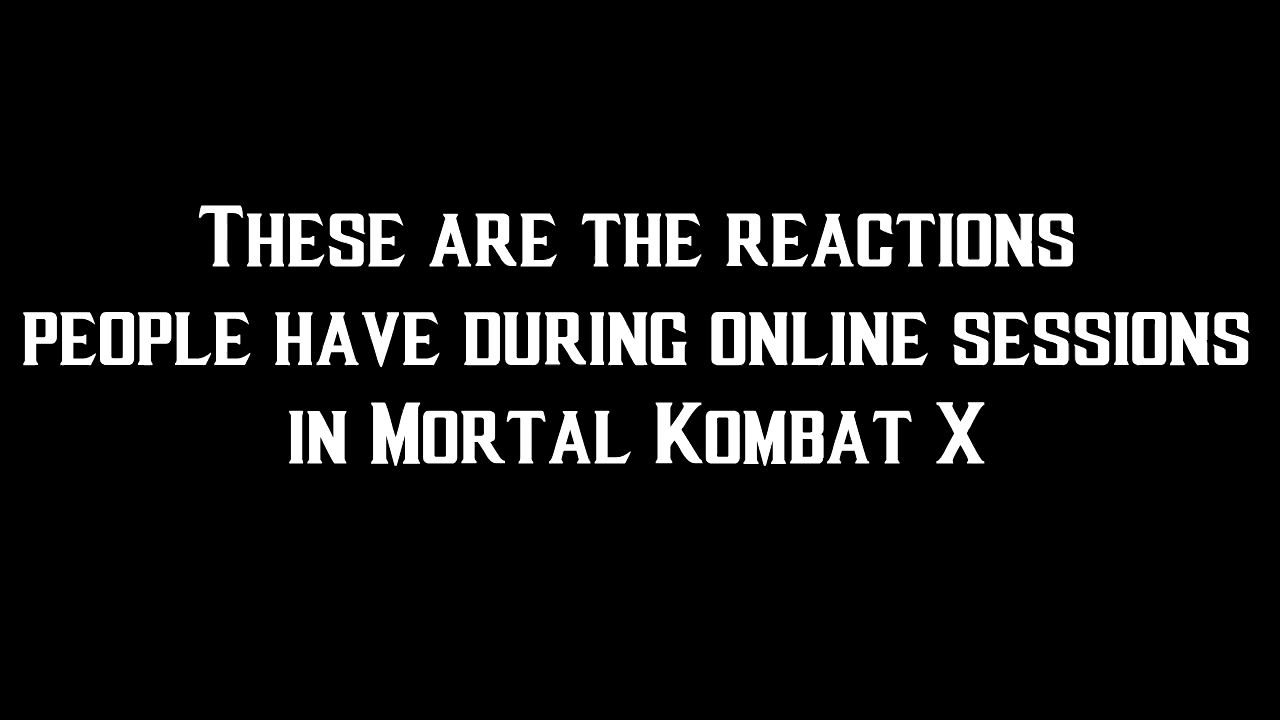 These are the reactions
people have during online sessions
in Mortal Kombat X